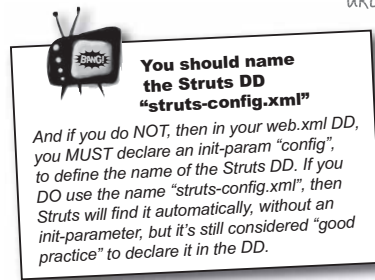 BANG!
You should name
the Struts DD
“struts-config.xml”
And if you do NOT, then in your web.xml DD,
you MUST declare an init-param “config”,
to define the name of the Struts DD. If you
DO use the name “struts-config.xml”, then
Struts will find it automatically, without an
init-parameter, but it’s still considered “good
practice” to declare it in the DD.